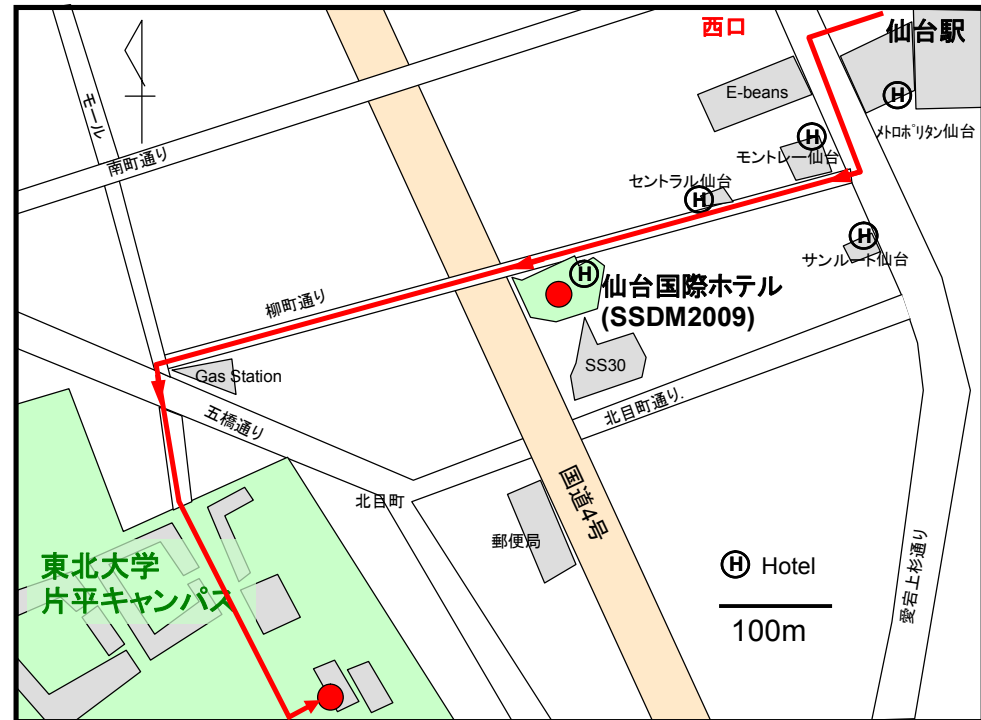 西口
仙台駅
E-beans
H
メトロポリタン仙台
モール
H
モントレー仙台
南町通り
セントラル仙台
H
H
サンルート仙台
H
仙台国際ホテル
(SSDM2009)
柳町通り
SS30
Gas Station
北目町通り.
五橋通り
国道4号
北目町
郵便局
愛宕上杉通り
東北大学
片平キャンパス
H Hotel
100m